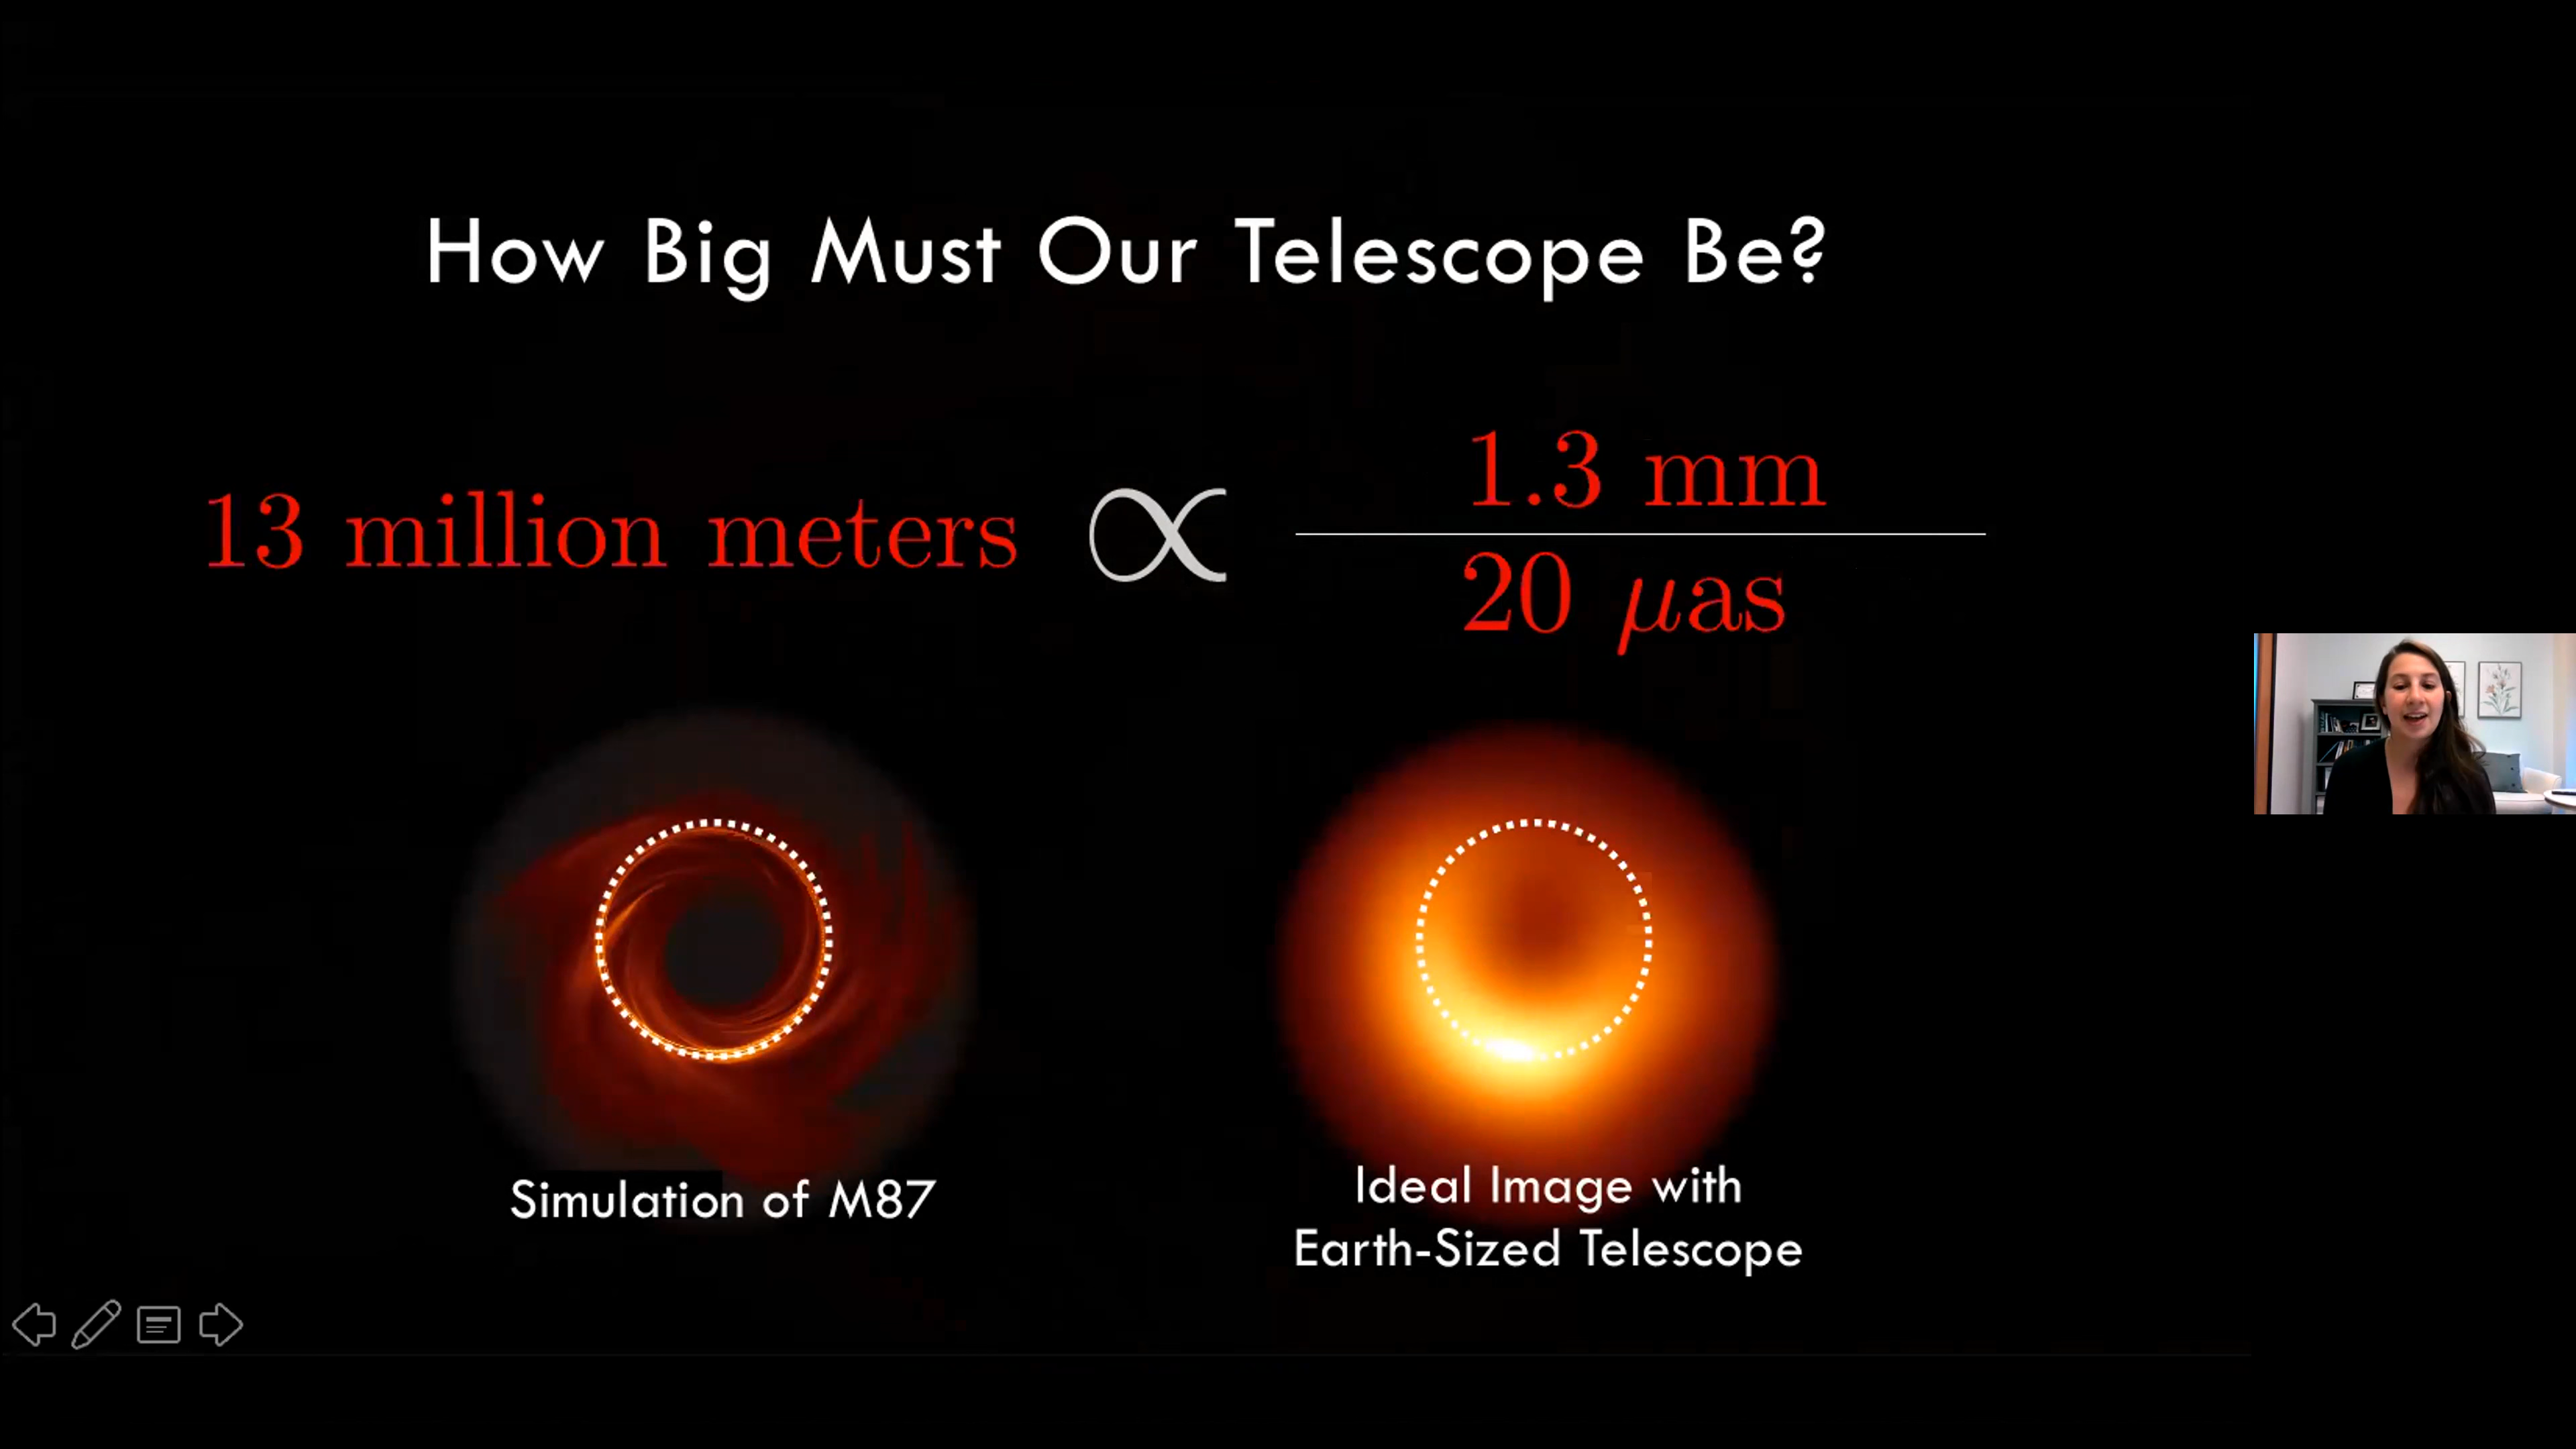 How Big Must Our Telescope Be?
13 million meters ∝ 1.3 mm / 20 μas
Simulation of M87
Ideal Image with
Earth-Sized Telescope